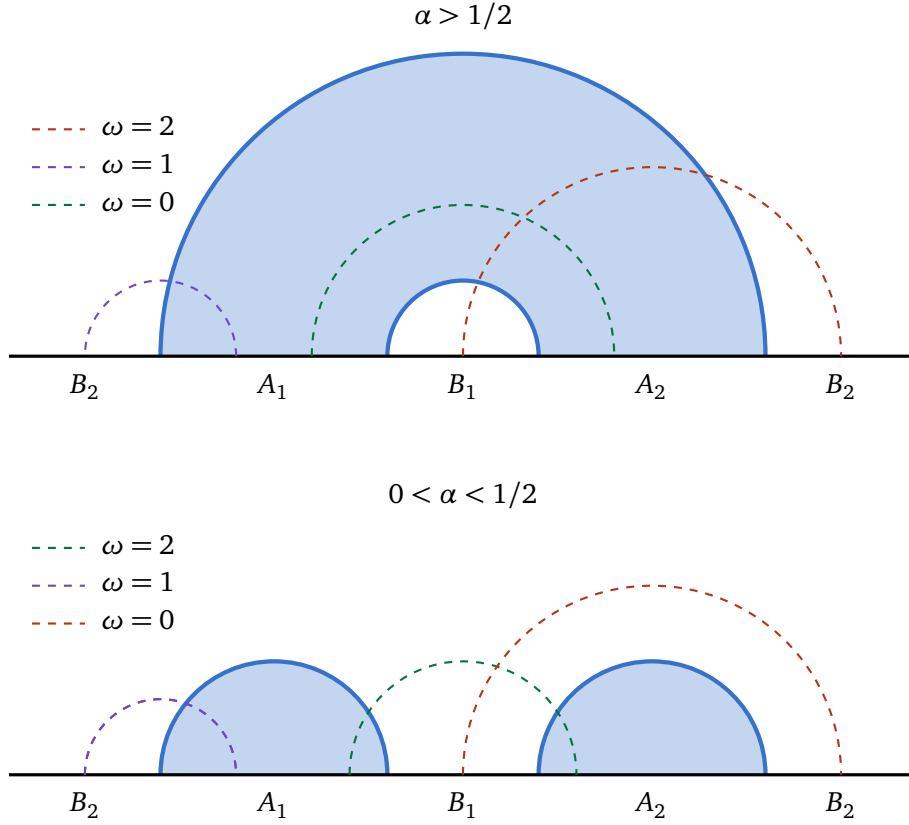 α > 1/2
ω = 2
ω = 1
ω = 0
B₂ A₁ B₁ A₂ B₂
0 < α < 1/2
ω = 2
ω = 1
ω = 0
B₂ A₁ B₁ A₂ B₂